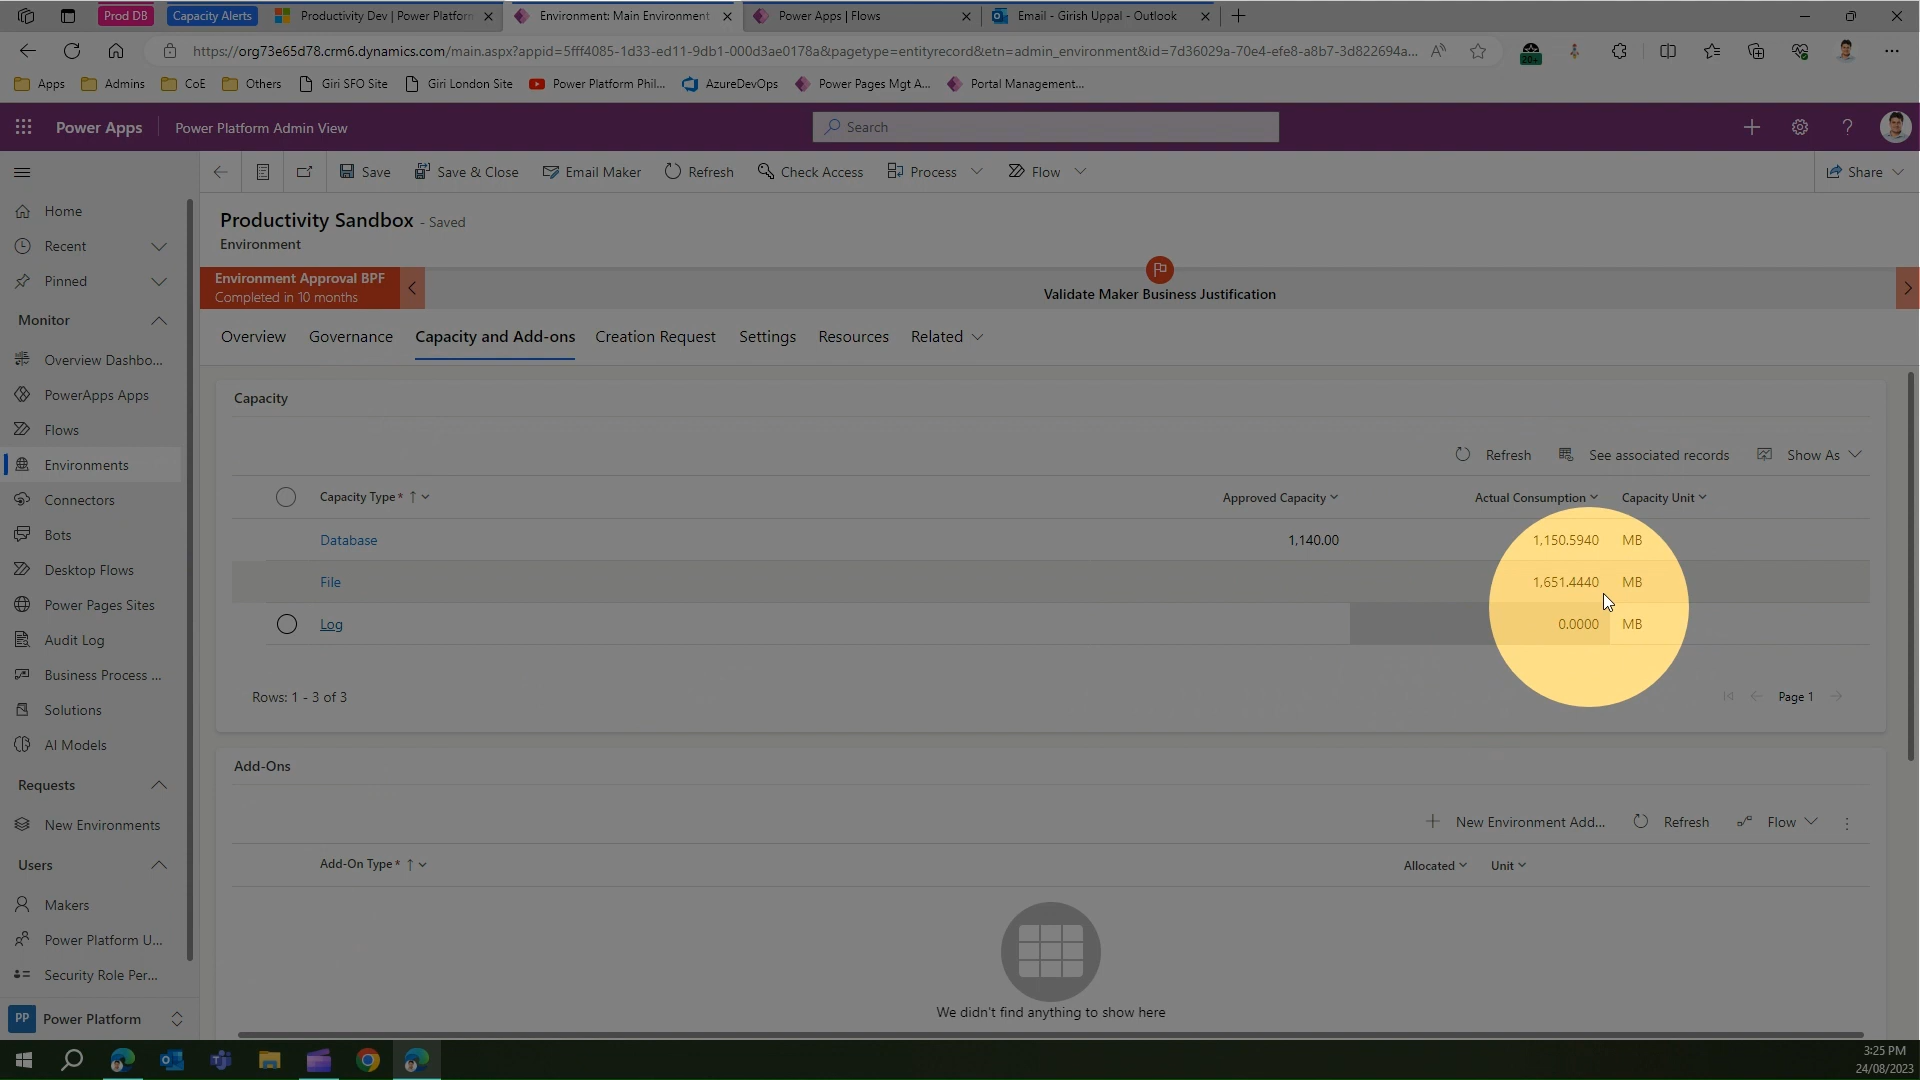 Prod DB
Capacity Alerts
Productivity Dev | Power Platform
Environment: Main Environment
Power Apps | Flows
Email - Girish Uppal - Outlook
https://org73e65d78.crm6.dynamics.com/main.aspx?appid=5fff4085-1d33-ed11-9db1-000d3ae0178a&pagetype=entityrecord&etn=admin_environment&id=7d36029a-70e4-efe8-a8b7-3d822694a...
20+
Apps
Admins
CoE
Others
Giri SFO Site
Giri London Site
Power Platform Phil...
AzureDevOps
Power Pages Mgt A...
Portal Management...
Power Apps
Power Platform Admin View
Search
Save
Save & Close
Email Maker
Refresh
Check Access
Process
Flow
Share
Home
Recent
Pinned
Monitor
Overview Dashbo...
PowerApps Apps
Flows
Environments
Connectors
Bots
Desktop Flows
Power Pages Sites
Audit Log
Business Process ...
Solutions
AI Models
Requests
New Environments
Users
Makers
Power Platform U...
Security Role Per...
PP
Power Platform
Productivity Sandbox - Saved
Environment
Environment Approval BPF
Completed in 10 months
Validate Maker Business Justification
Overview
Governance
Capacity and Add-ons
Creation Request
Settings
Resources
Related
Capacity
Refresh
See associated records
Show As
Capacity Type * ↑
Approved Capacity
Actual Consumption
Capacity Unit
Database 1,140.00 1,150.5940 MB
File 1,651.4440 MB
Log 0.0000 MB
Rows: 1 - 3 of 3
Page 1
Add-Ons
New Environment Add...
Refresh
Flow
Add-On Type * ↑
Allocated
Unit
We didn't find anything to show here
3:25 PM
24/08/2023